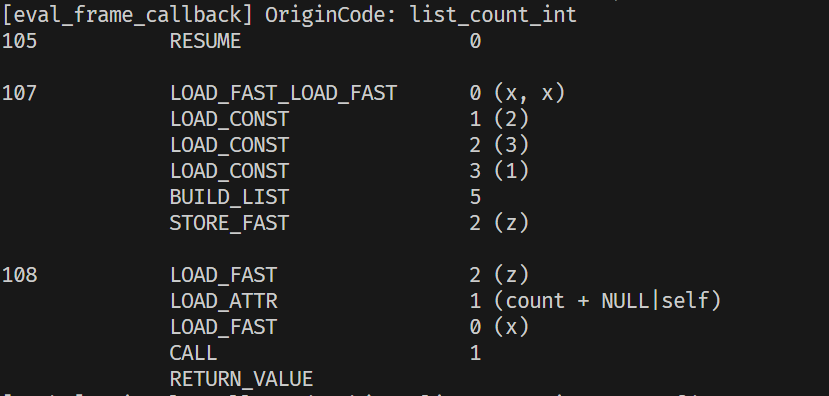 [eval_frame_callback] OriginCode: list_count_int
105 RESUME 0
107 LOAD_FAST_LOAD_FAST 0 (x, x)
LOAD_CONST 1 (2)
LOAD_CONST 2 (3)
LOAD_CONST 3 (1)
BUILD_LIST 5
STORE_FAST 2 (z)
108 LOAD_FAST 2 (z)
LOAD_ATTR 1 (count + NULL|self)
LOAD_FAST 0 (x)
CALL 1
RETURN_VALUE